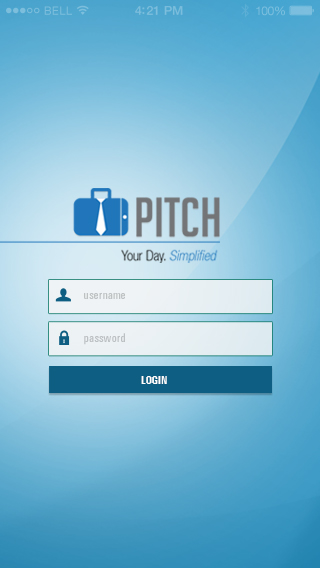 BELL 4:21 PM 100%
PITCH
Your Day. Simplified
username
password
LOGIN